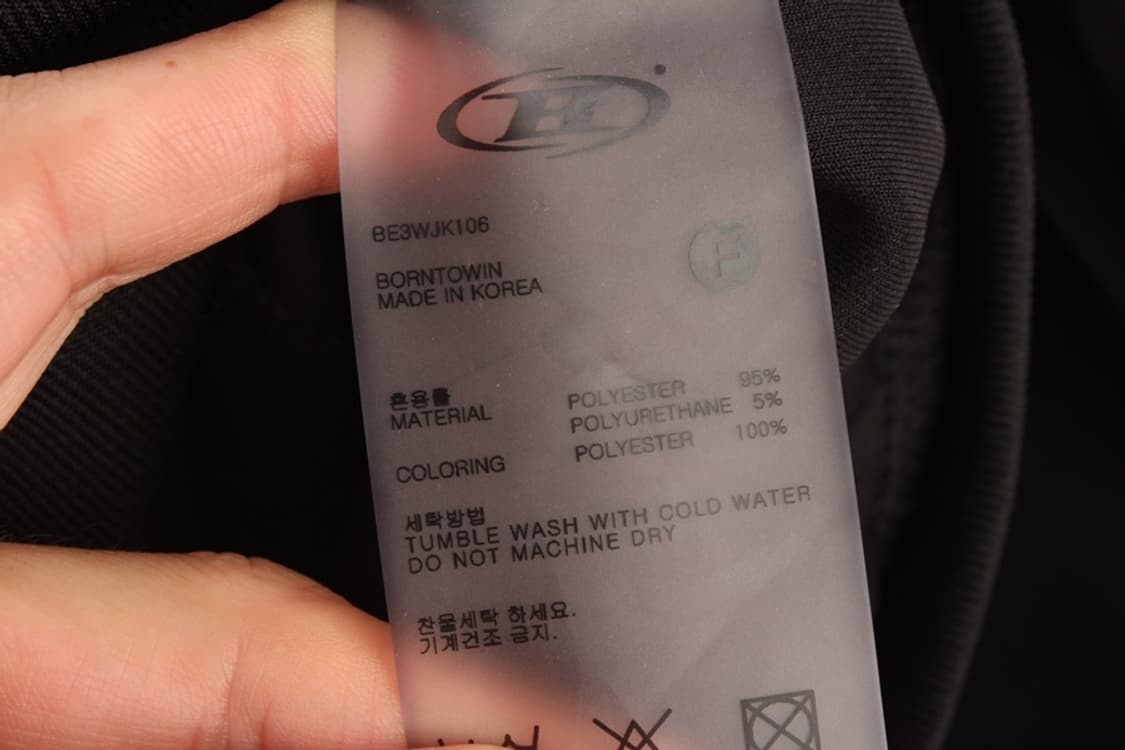 BE3WJK106
BORNTOWIN
MADE IN KOREA
혼용률
MATERIAL
POLYESTER 95%
POLYURETHANE 5%
COLORING
POLYESTER 100%
세탁방법
TUMBLE WASH WITH COLD WATER
DO NOT MACHINE DRY
찬물세탁 하세요.
기계건조 금지.